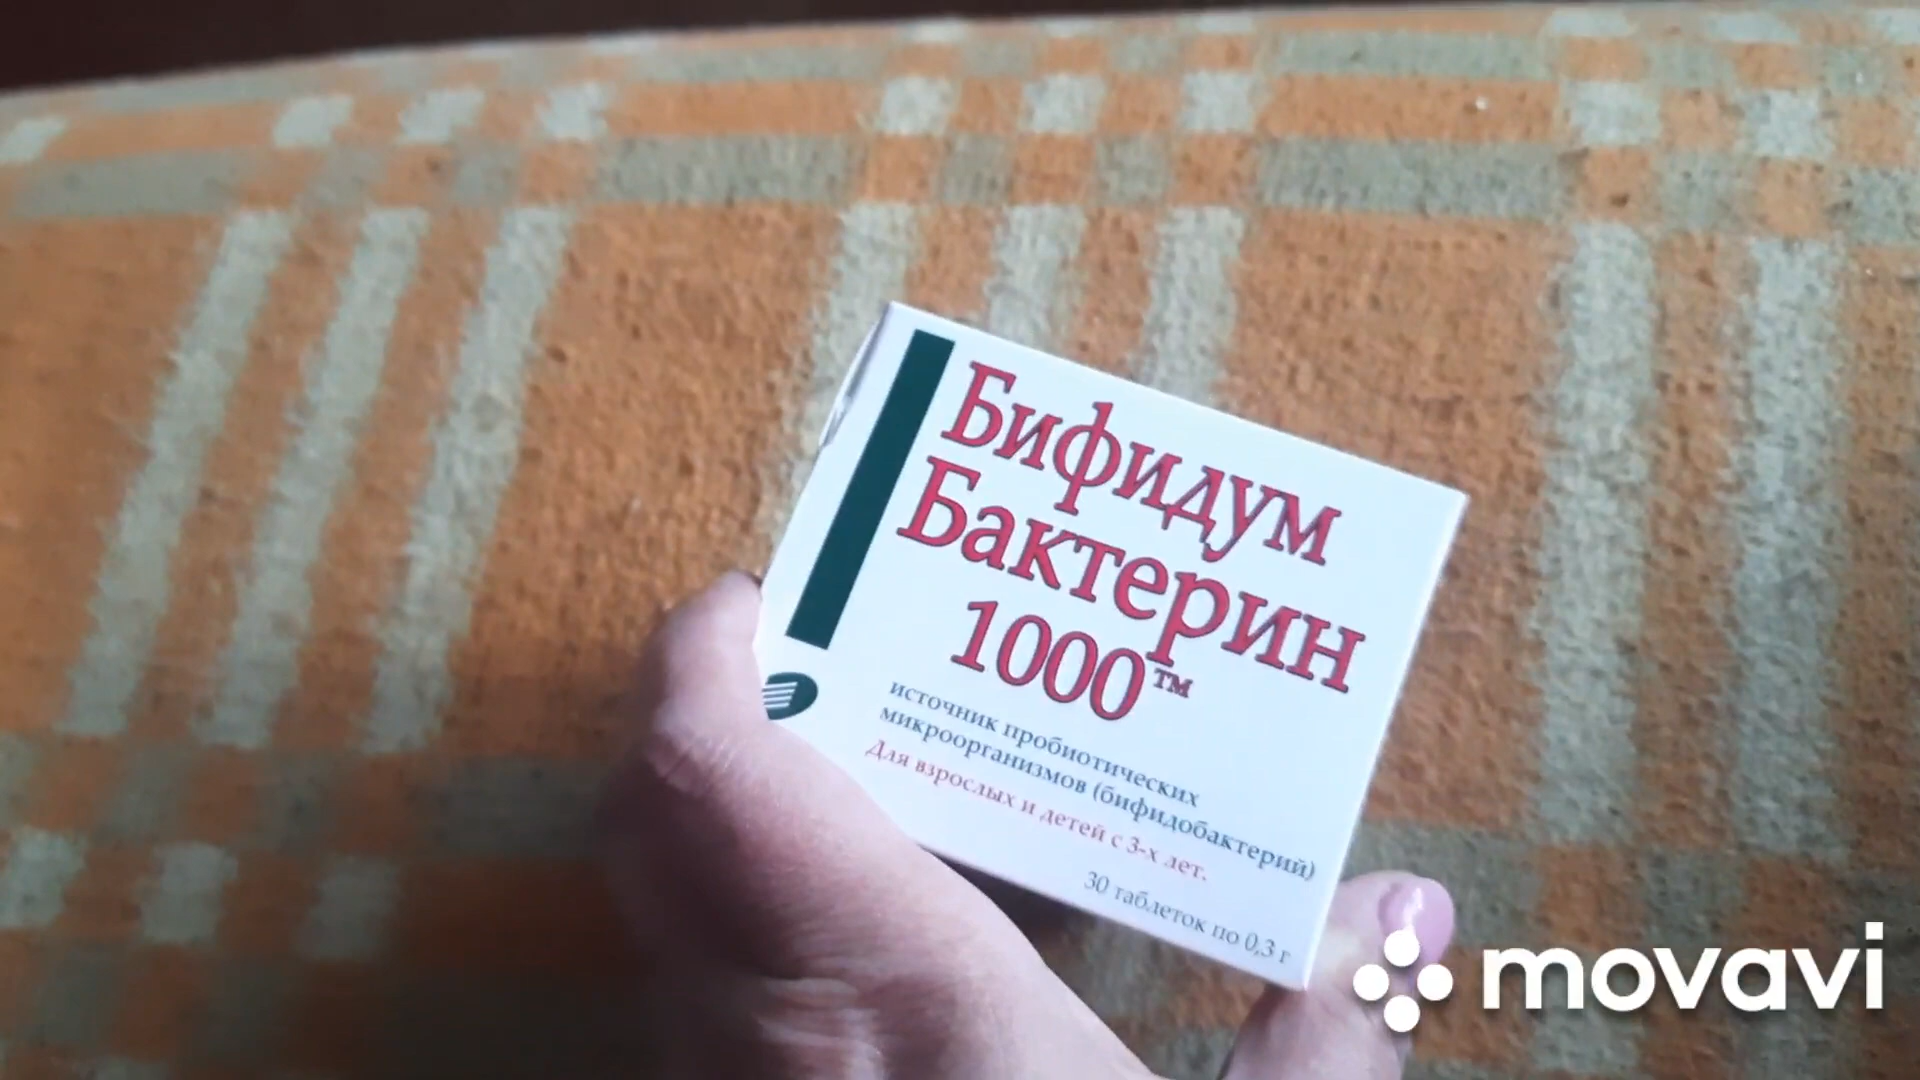 Бифидум
Бактерин
1000™
источник пробиотических
микроорганизмов (бифидобактерий)
Для взрослых и детей с 3-х лет.
30 таблеток по 0,3 г
movavi